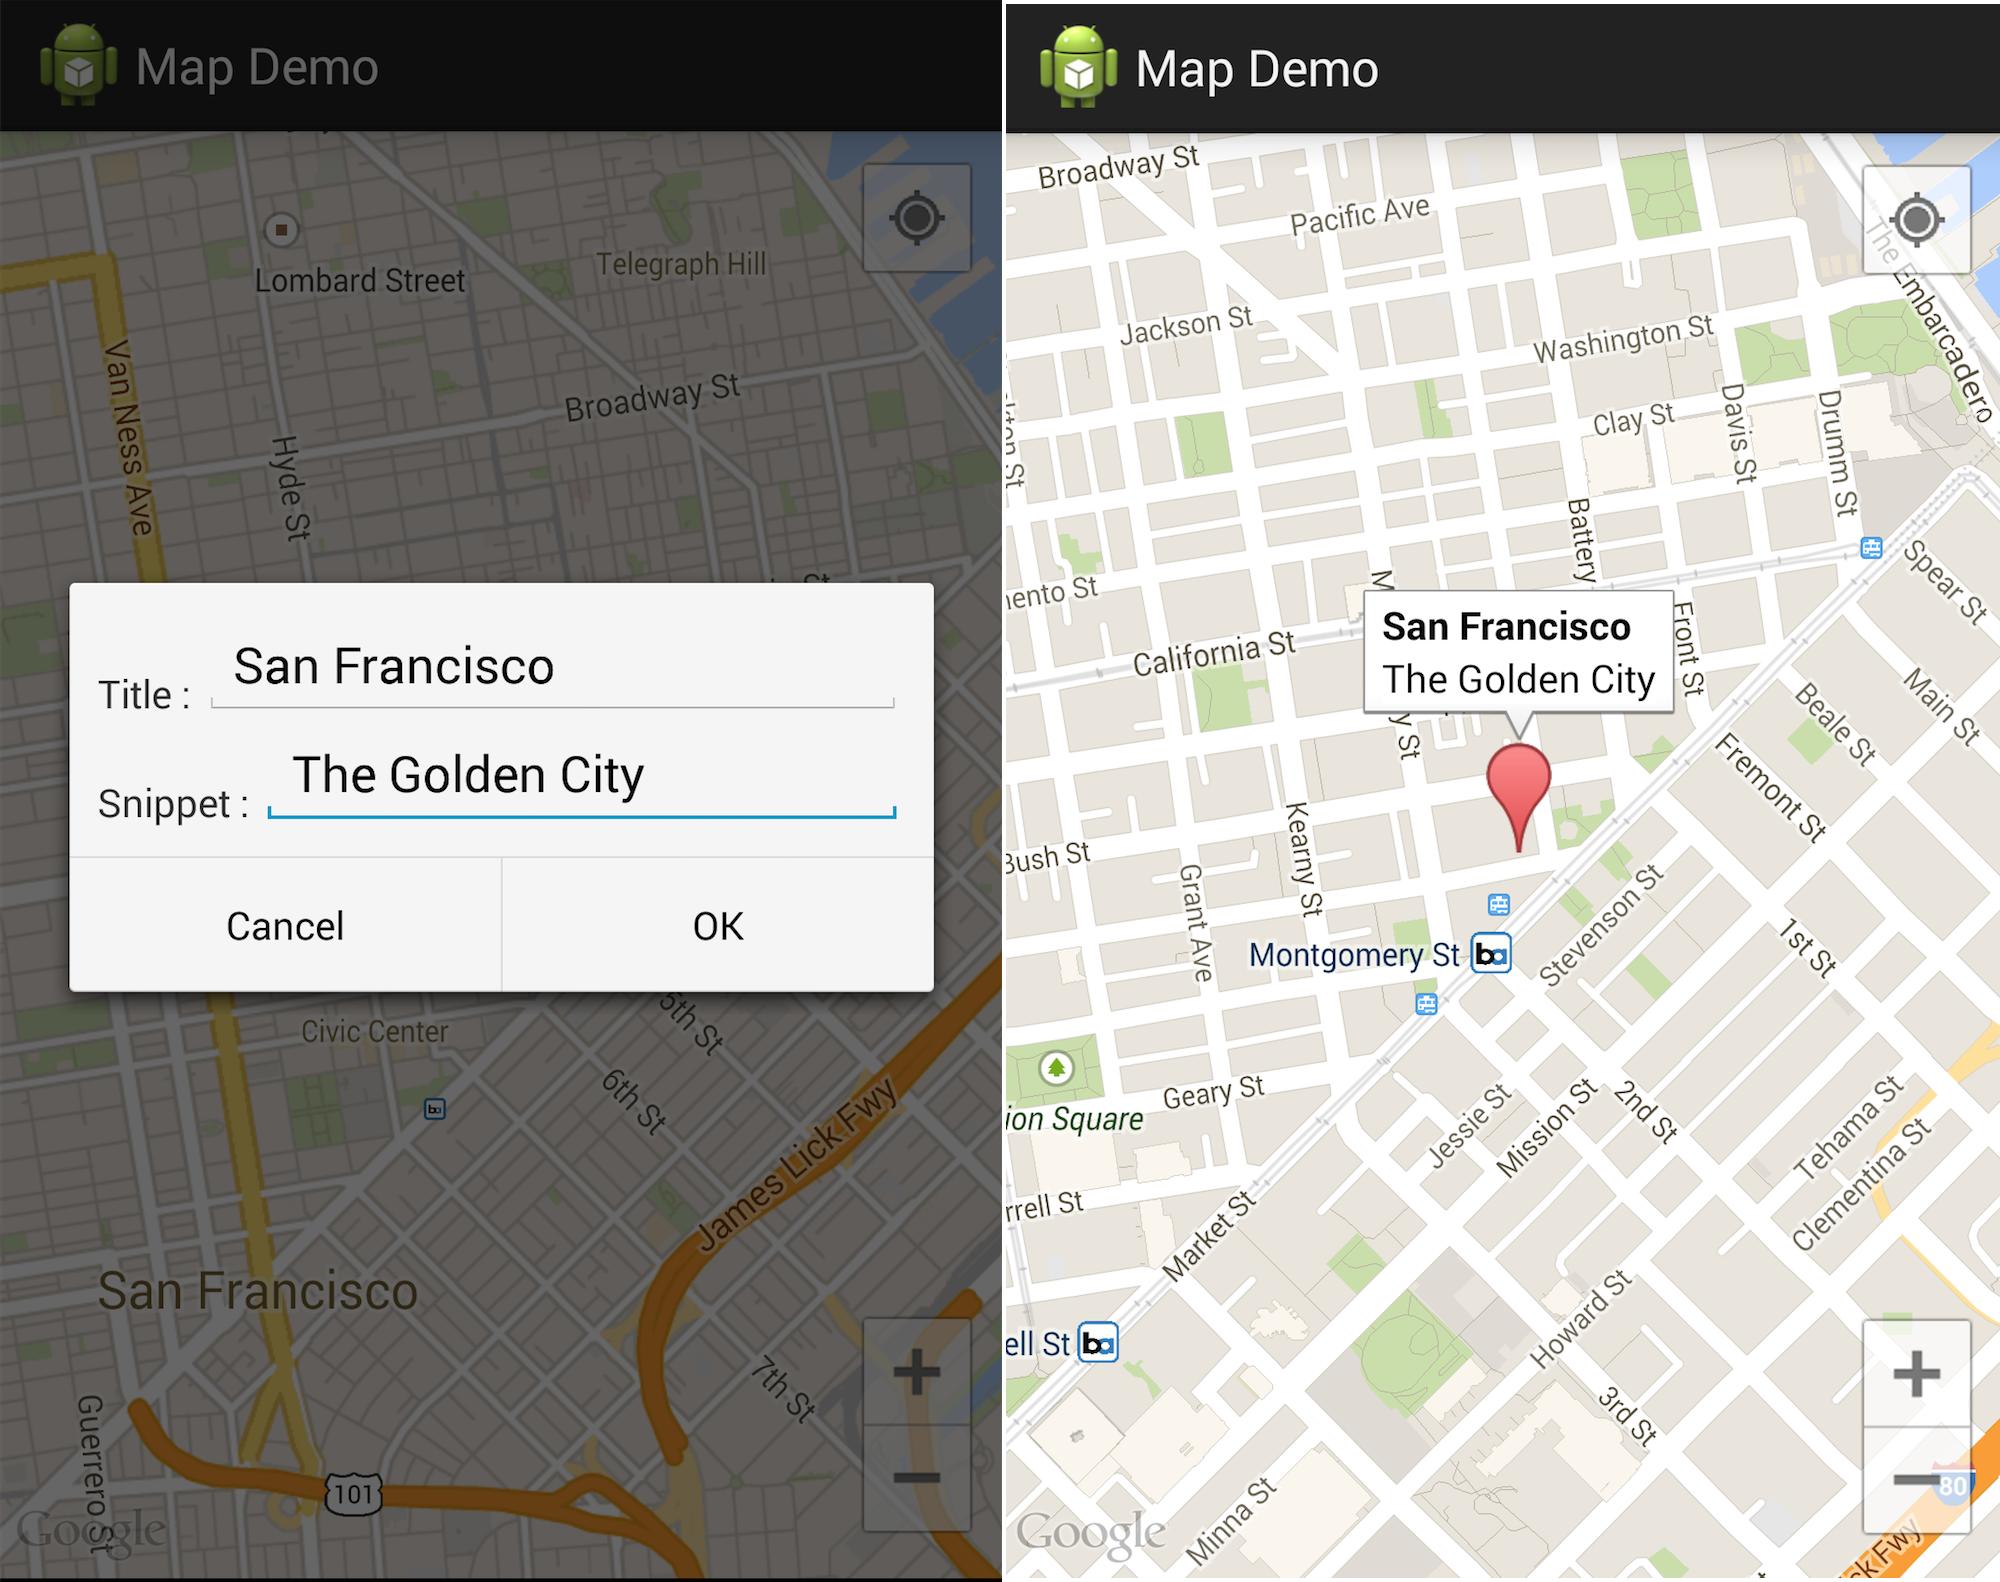 Map Demo
Lombard Street
Telegraph Hill
Van Ness Ave
Hyde St
Broadway St
St
Title : San Francisco
Snippet : The Golden City
Cancel OK
Civic Center
5th St
6th St
James Lick Fwy
San Francisco
7th St
Guerrero St
101
Google
Map Demo
Broadway St
Pacific Ave
The Embarcadero
Jackson St
Washington St
Clay St
Davis St
Drumm St
Battery
Spear St
ento St
California St
San Francisco
The Golden City
Front St
Main St
Beale St
Fremont St
M
y St
Kearny St
Bush St
Grant Ave
Stevenson St
1st St
Montgomery St ba
Geary St
ion Square
Jessie St
Mission St
2nd St
Tehama St
Clementina St
rrell St
Market St
Howard St
ell St ba
3rd St
Minna St
80
ck Fwy
Google